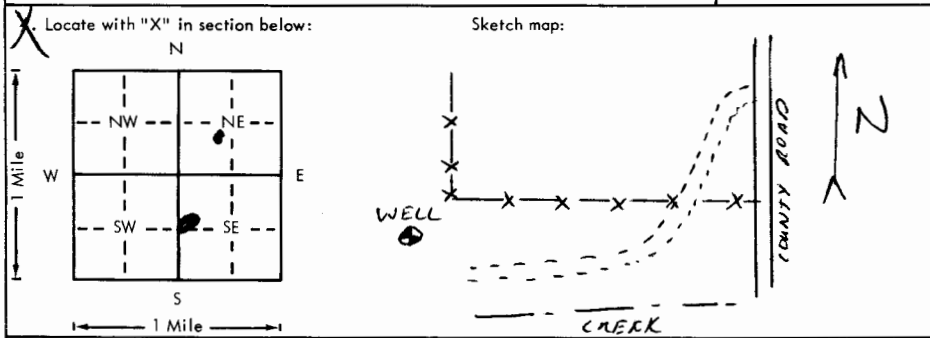 X. Locate with "X" in section below:
Sketch map:
N
NW NE
W E
1 Mile
SW SE
S
1 Mile
WELL
COUNTY ROAD
N
CREEK